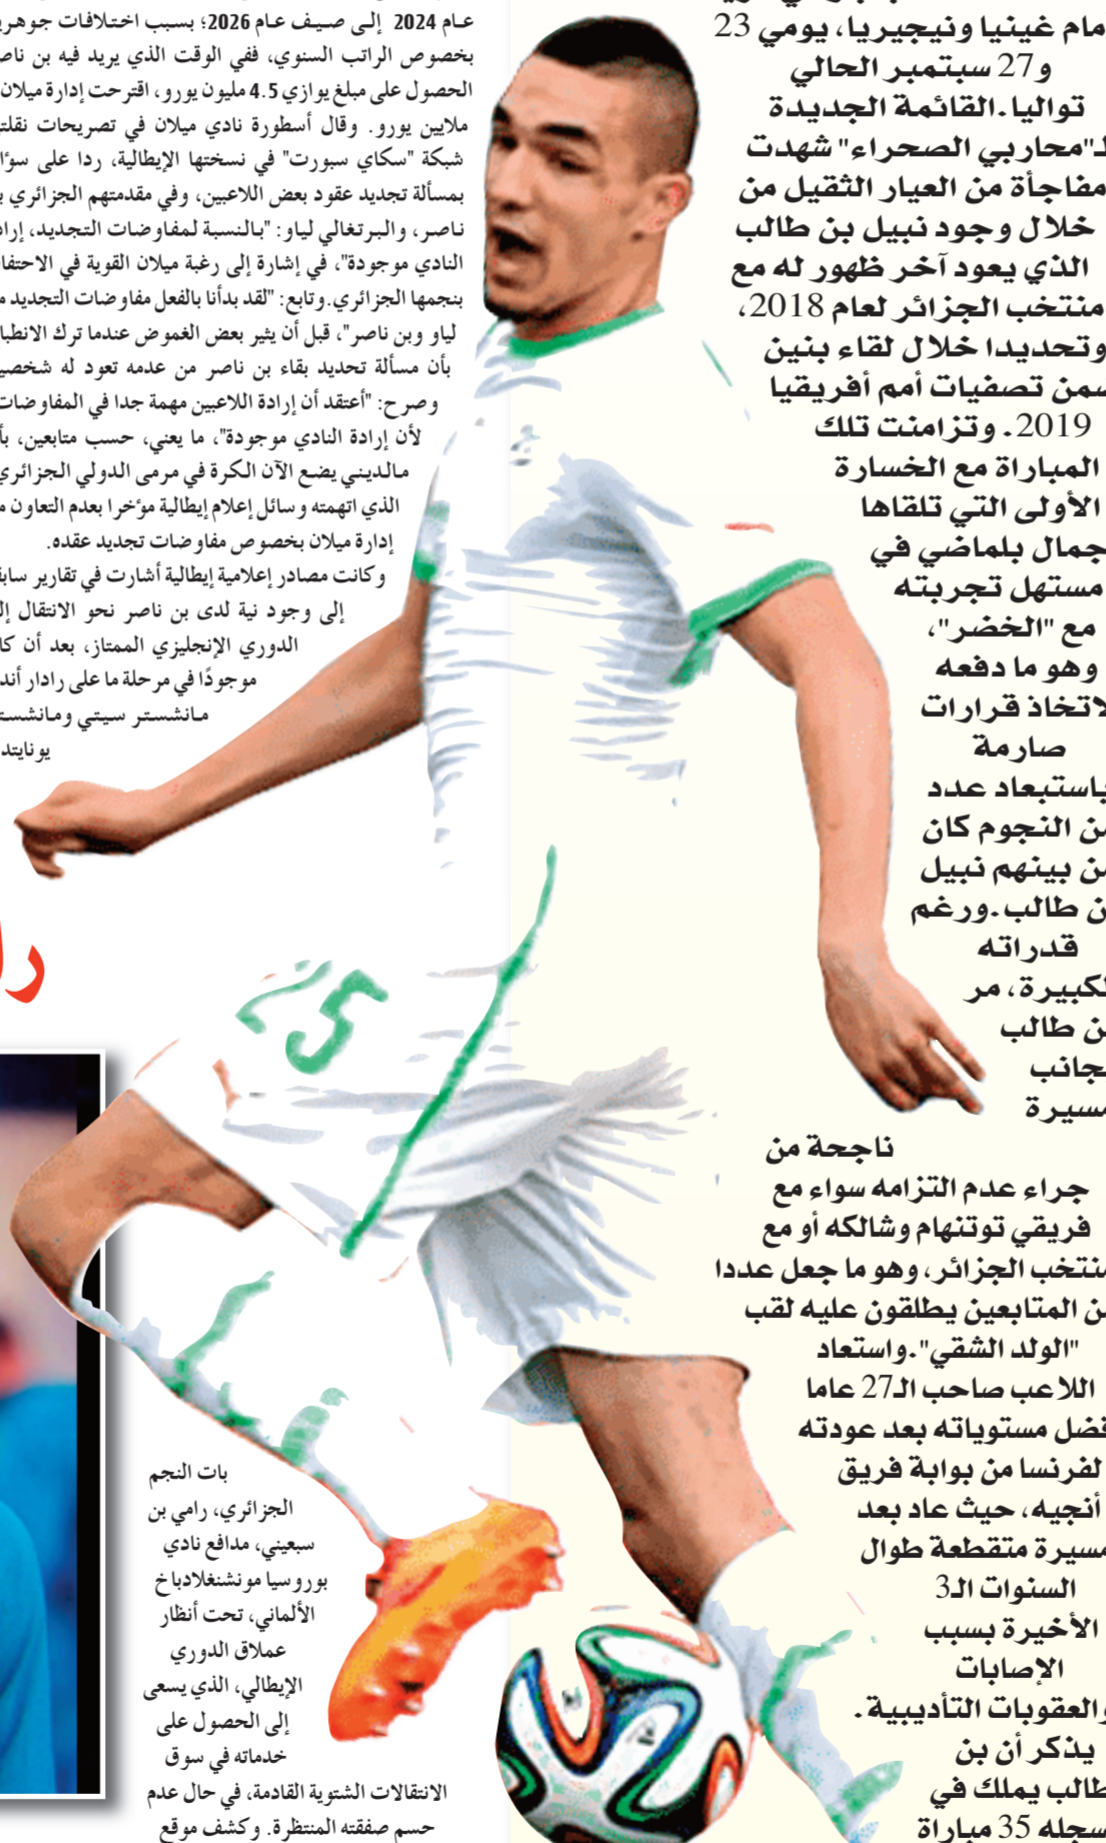 مام غينيا ونيجيريا، يومي 23
و27 سبتمبر الحالي
تواليا.القائمة الجديدة
لـ"محاربي الصحراء" شهدت
مفاجأة من العيار الثقيل من
خلال وجود نبيل بن طالب
الذي يعود آخر ظهور له مع
منتخب الجزائر لعام 2018،
وتحديدا خلال لقاء بنين
ضمن تصفيات أمم أفريقيا
2019. وتزامنت تلك
المباراة مع الخسارة
الأولى التي تلقاها
جمال بلماضي في
مستهل تجربته
مع "الخضر"،
وهو ما دفعه
لاتخاذ قرارات
صارمة
باستبعاد عدد
من النجوم كان
من بينهم نبيل
بن طالب.ورغم
قدراته
الكبيرة، مر
بن طالب
بجانب
مسيرة
ناجحة من
جراء عدم التزامه سواء مع
فريقي توتنهام وشالكه أو مع
منتخب الجزائر، وهو ما جعل عددا
من المتابعين يطلقون عليه لقب
"الولد الشقي".واستعاد
اللاعب صاحب الـ27 عاما
أفضل مستوياته بعد عودته
لفرنسا من بوابة فريق
أنجيه، حيث عاد بعد
مسيرة متقطعة طوال
السنوات الـ3
الأخيرة بسبب
الإصابات
والعقوبات التأديبية.
يذكر أن بن
طالب يملك في
سجله 35 مباراة
عام 2024 إلى صيف عام 2026؛ بسبب اختلافات جوهرية
بخصوص الراتب السنوي، ففي الوقت الذي يريد فيه بن ناصر
الحصول على مبلغ يوازي 4.5 مليون يورو، اقترحت إدارة ميلان
ملايين يورو. وقال أسطورة نادي ميلان في تصريحات نقلتها
شبكة "سكاي سبورت" في نسختها الإيطالية، ردا على سؤال
بمسألة تجديد عقود بعض اللاعبين، وفي مقدمتهم الجزائري بن
ناصر، والبرتغالي لياو: "بالنسبة لمفاوضات التجديد، إرادة
النادي موجودة"، في إشارة إلى رغبة ميلان القوية في الاحتفاظ
بنجمها الجزائري.وتابع: "لقد بدأنا بالفعل مفاوضات التجديد مع
لياو وبن ناصر"، قبل أن يثير بعض الغموض عندما ترك الانطباع
بأن مسألة تحديد بقاء بن ناصر من عدمه تعود له شخصيا
وصرح: "أعتقد أن إرادة اللاعبين مهمة جدا في المفاوضات
لأن إرادة النادي موجودة"، ما يعني، حسب متابعين، بأن
مالديني يضع الآن الكرة في مرمى الدولي الجزائري
الذي اتهمته وسائل إعلام إيطالية مؤخرا بعدم التعاون مع
إدارة ميلان بخصوص مفاوضات تجديد عقده.
وكانت مصادر إعلامية إيطالية أشارت في تقارير سابقة
إلى وجود نية لدى بن ناصر نحو الانتقال إلى
الدوري الإنجليزي الممتاز، بعد أن كان
موجودًا في مرحلة ما على رادار أندية
مانشستر سيتي ومانشستر
يونايتد
را
25
بات النجم
الجزائري، رامي بن
سبعيني، مدافع نادي
بوروسيا مونشنغلادباخ
الألماني، تحت أنظار
عملاق الدوري
الإيطالي، الذي يسعى
إلى الحصول على
خدماته في سوق
الانتقالات الشتوية القادمة، في حال عدم
حسم صفقته المنتظرة. وكشف موقع